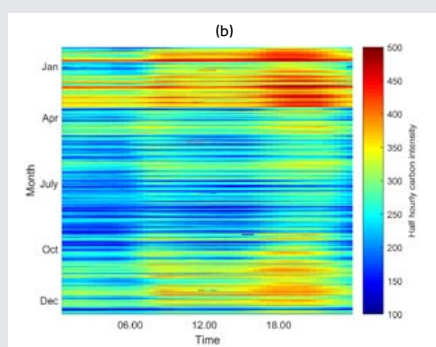 (b)
Jan
Apr
July
Oct
Dec
Month
06.00 12.00 18.00
Time
500
450
400
350
300
250
200
150
100
Half hourly carbon intensity